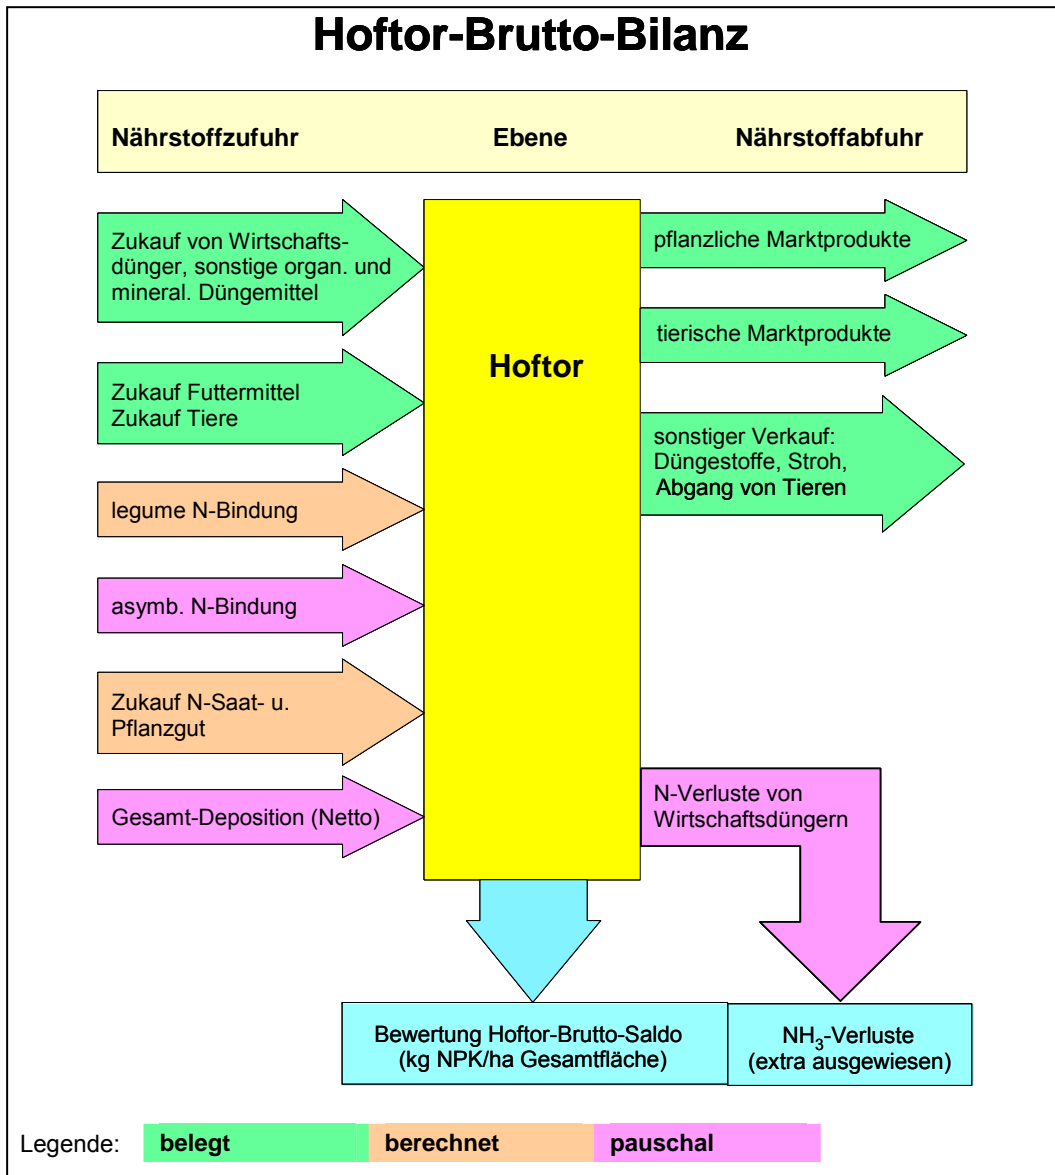 Hoftor-Brutto-Bilanz
Nährstoffzufuhr
Ebene
Nährstoffabfuhr
Zukauf von Wirtschafts-
dünger, sonstige organ. und
mineral. Düngemittel
Zukauf Futtermittel
Zukauf Tiere
legume N-Bindung
asymb. N-Bindung
Zukauf N-Saat- u.
Pflanzgut
Gesamt-Deposition (Netto)
Hoftor
pflanzliche Marktprodukte
tierische Marktprodukte
sonstiger Verkauf:
Düngestoffe, Stroh,
Abgang von Tieren
N-Verluste von
Wirtschaftsdüngern
Bewertung Hoftor-Brutto-Saldo
(kg NPK/ha Gesamtfläche)
NH₃-Verluste
(extra ausgewiesen)
Legende: belegt berechnet pauschal